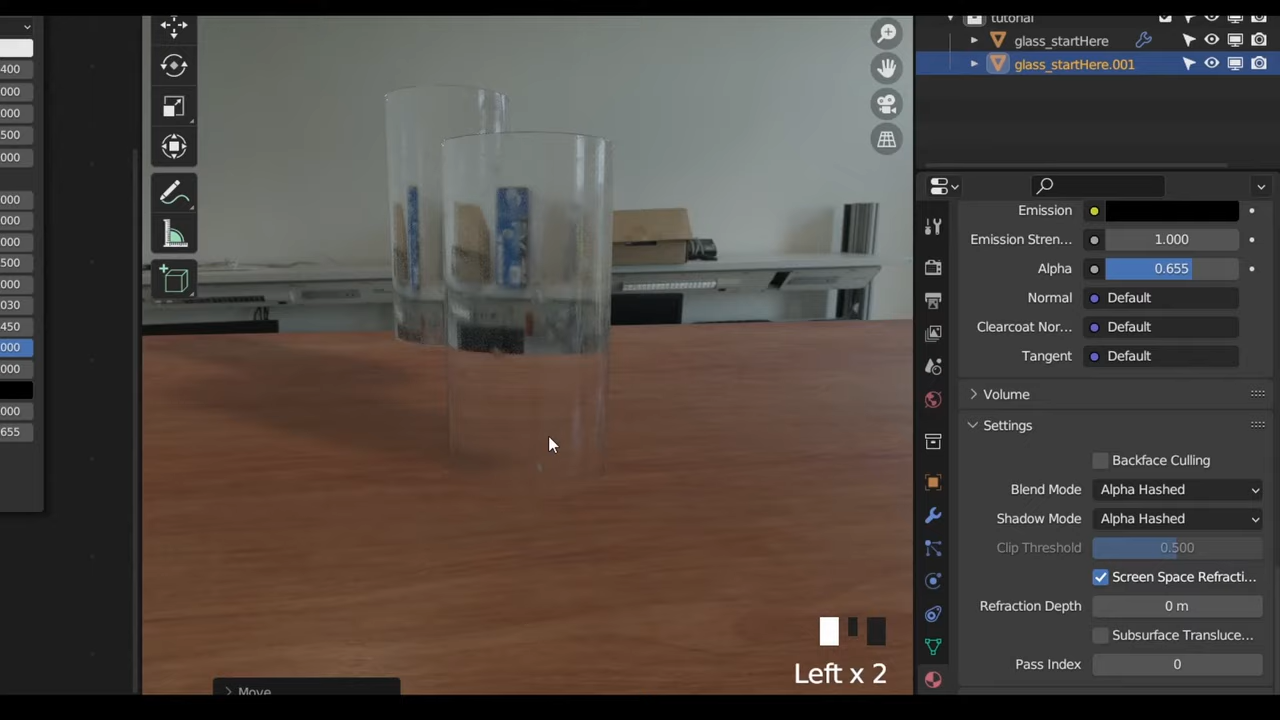 tutorial
glass_startHere
glass_startHere.001
400
000
000
500
000
000
000
000
500
000
030
450
000
000
000
655
Emission
Emission Stren... 1.000
Alpha 0.655
Normal Default
Clearcoat Nor... Default
Tangent Default
Volume
Settings
Backface Culling
Blend Mode Alpha Hashed
Shadow Mode Alpha Hashed
Clip Threshold 0.500
Screen Space Refracti...
Refraction Depth 0 m
Subsurface Transluce...
Pass Index 0
Left x 2
Move